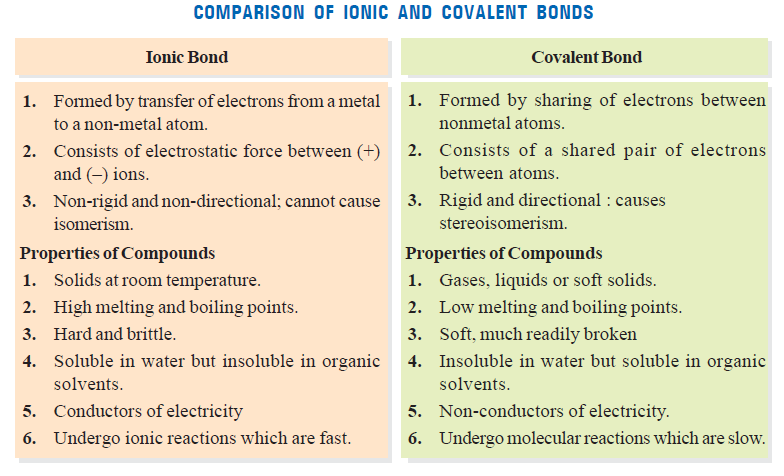 COMPARISON OF IONIC AND COVALENT BONDS
Ionic Bond
1. Formed by transfer of electrons from a metal
to a non-metal atom.
2. Consists of electrostatic force between (+)
and (–) ions.
3. Non-rigid and non-directional; cannot cause
isomerism.
Properties of Compounds
1. Solids at room temperature.
2. High melting and boiling points.
3. Hard and brittle.
4. Soluble in water but insoluble in organic
solvents.
5. Conductors of electricity
6. Undergo ionic reactions which are fast.
Covalent Bond
1. Formed by sharing of electrons between
nonmetal atoms.
2. Consists of a shared pair of electrons
between atoms.
3. Rigid and directional : causes
stereoisomerism.
Properties of Compounds
1. Gases, liquids or soft solids.
2. Low melting and boiling points.
3. Soft, much readily broken
4. Insoluble in water but soluble in organic
solvents.
5. Non-conductors of electricity.
6. Undergo molecular reactions which are slow.